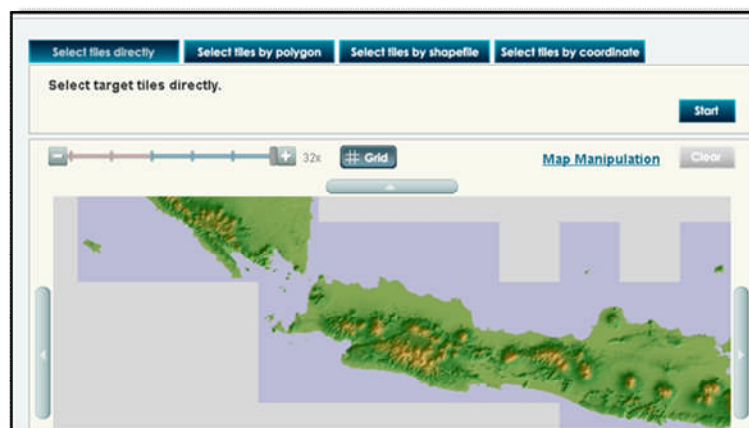 Select tiles directly Select tiles by polygon Select tiles by shapefile Select tiles by coordinate
Select target tiles directly.
Start
32x Grid Map Manipulation Clear